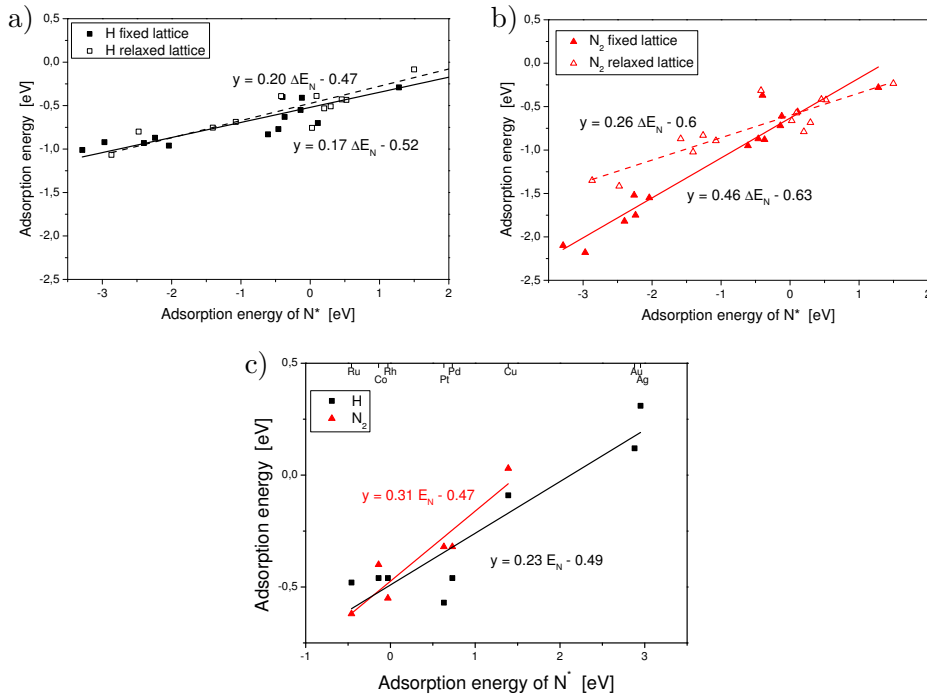 a)
H fixed lattice
H relaxed lattice
y = 0.20 ΔE_N - 0.47
y = 0.17 ΔE_N - 0.52
0,5
0,0
-0,5
-1,0
-1,5
-2,0
-2,5
Adsorption energy [eV]
-3 -2 -1 0 1 2
Adsorption energy of N* [eV]
b)
N₂ fixed lattice
N₂ relaxed lattice
y = 0.26 ΔE_N - 0.6
y = 0.46 ΔE_N - 0.63
0,5
0,0
-0,5
-1,0
-1,5
-2,0
-2,5
Adsorption energy [eV]
-3 -2 -1 0 1 2
Adsorption energy of N* [eV]
c)
Ru Co Rh Pt Pd Cu Au Ag
H
N₂
y = 0.31 E_N - 0.47
y = 0.23 E_N - 0.49
0,5
0,0
-0,5
Adsorption energy [eV]
-1 0 1 2 3
Adsorption energy of N* [eV]